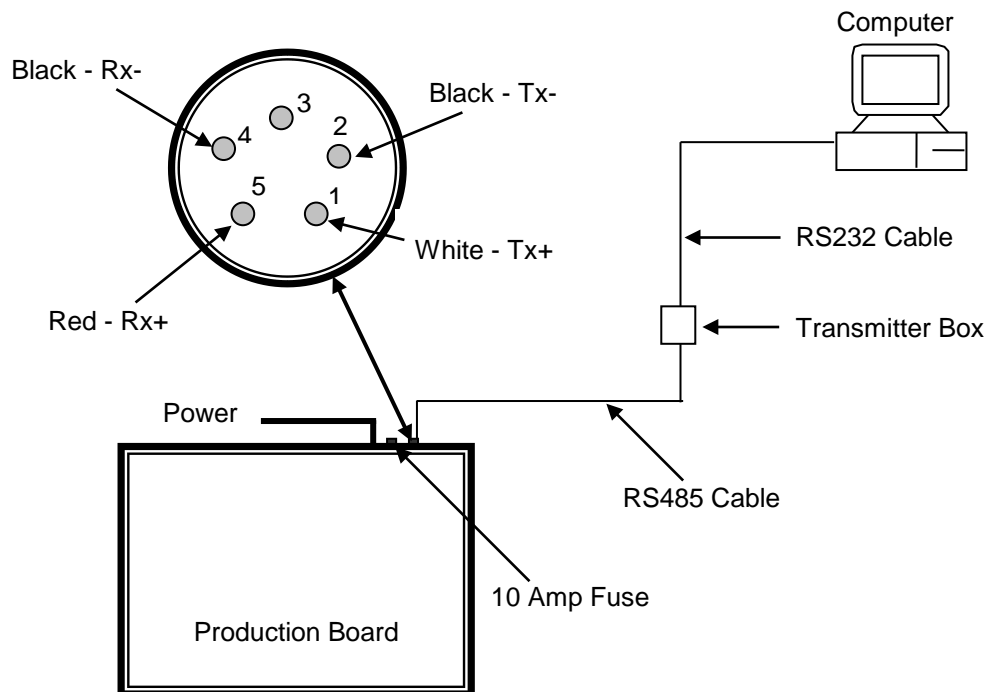 Computer
Black - Rx-
Black - Tx-
3
2
4
5
1
White - Tx+
RS232 Cable
Red - Rx+
Transmitter Box
Power
RS485 Cable
10 Amp Fuse
Production Board